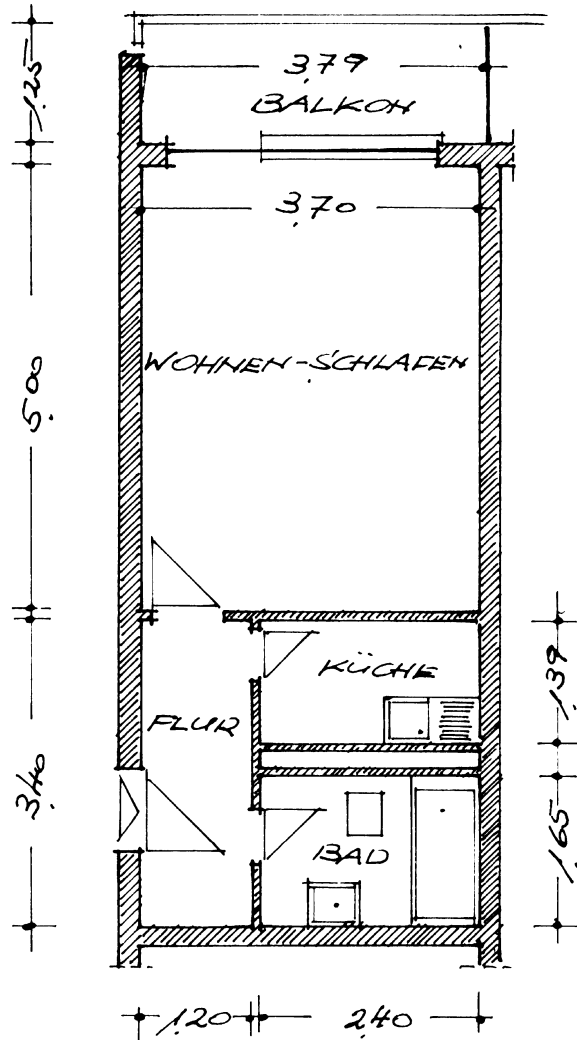 3,79
1,25
BALKON
3,70
WOHNEN-SCHLAFEN
5,00
KÜCHE
1,39
FLUR
3,40
BAD
1,65
1,20
2,40